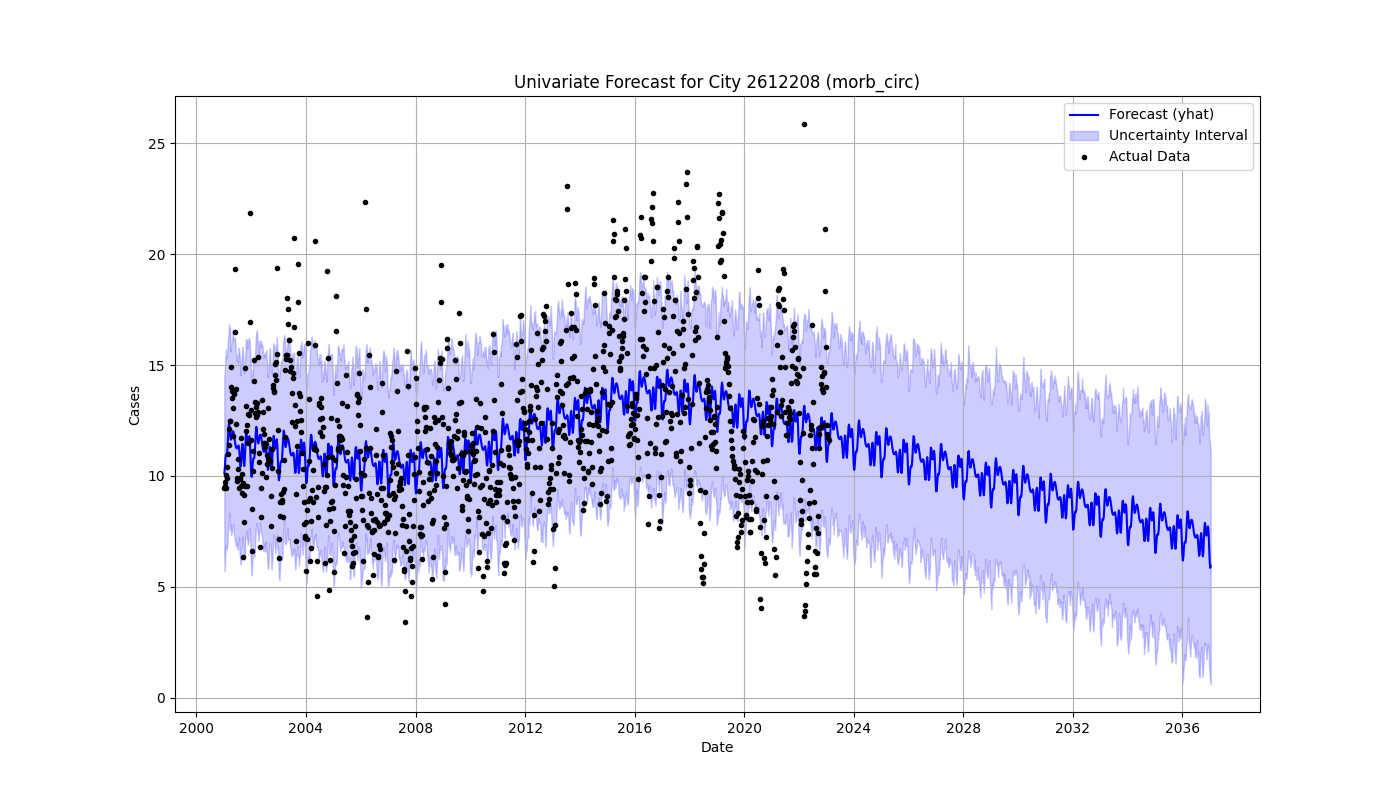 Univariate Forecast for City 2612208 (morb_circ)
Forecast (yhat)
Uncertainty Interval
Actual Data
Cases
25
20
15
10
5
0
2000 2004 2008 2012 2016 2020 2024 2028 2032 2036
Date